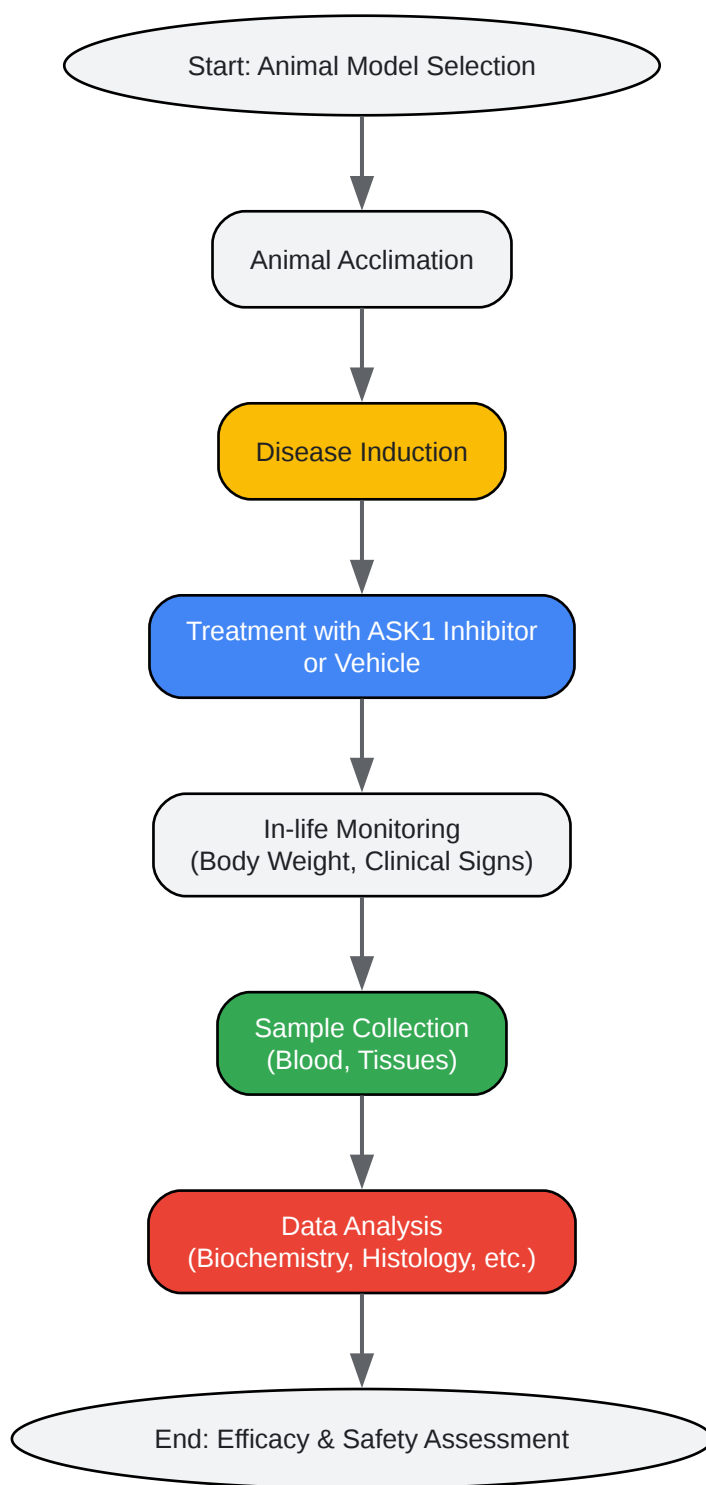 Start: Animal Model Selection
Animal Acclimation
Disease Induction
Treatment with ASK1 Inhibitor
or Vehicle
In-life Monitoring
(Body Weight, Clinical Signs)
Sample Collection
(Blood, Tissues)
Data Analysis
(Biochemistry, Histology, etc.)
End: Efficacy & Safety Assessment